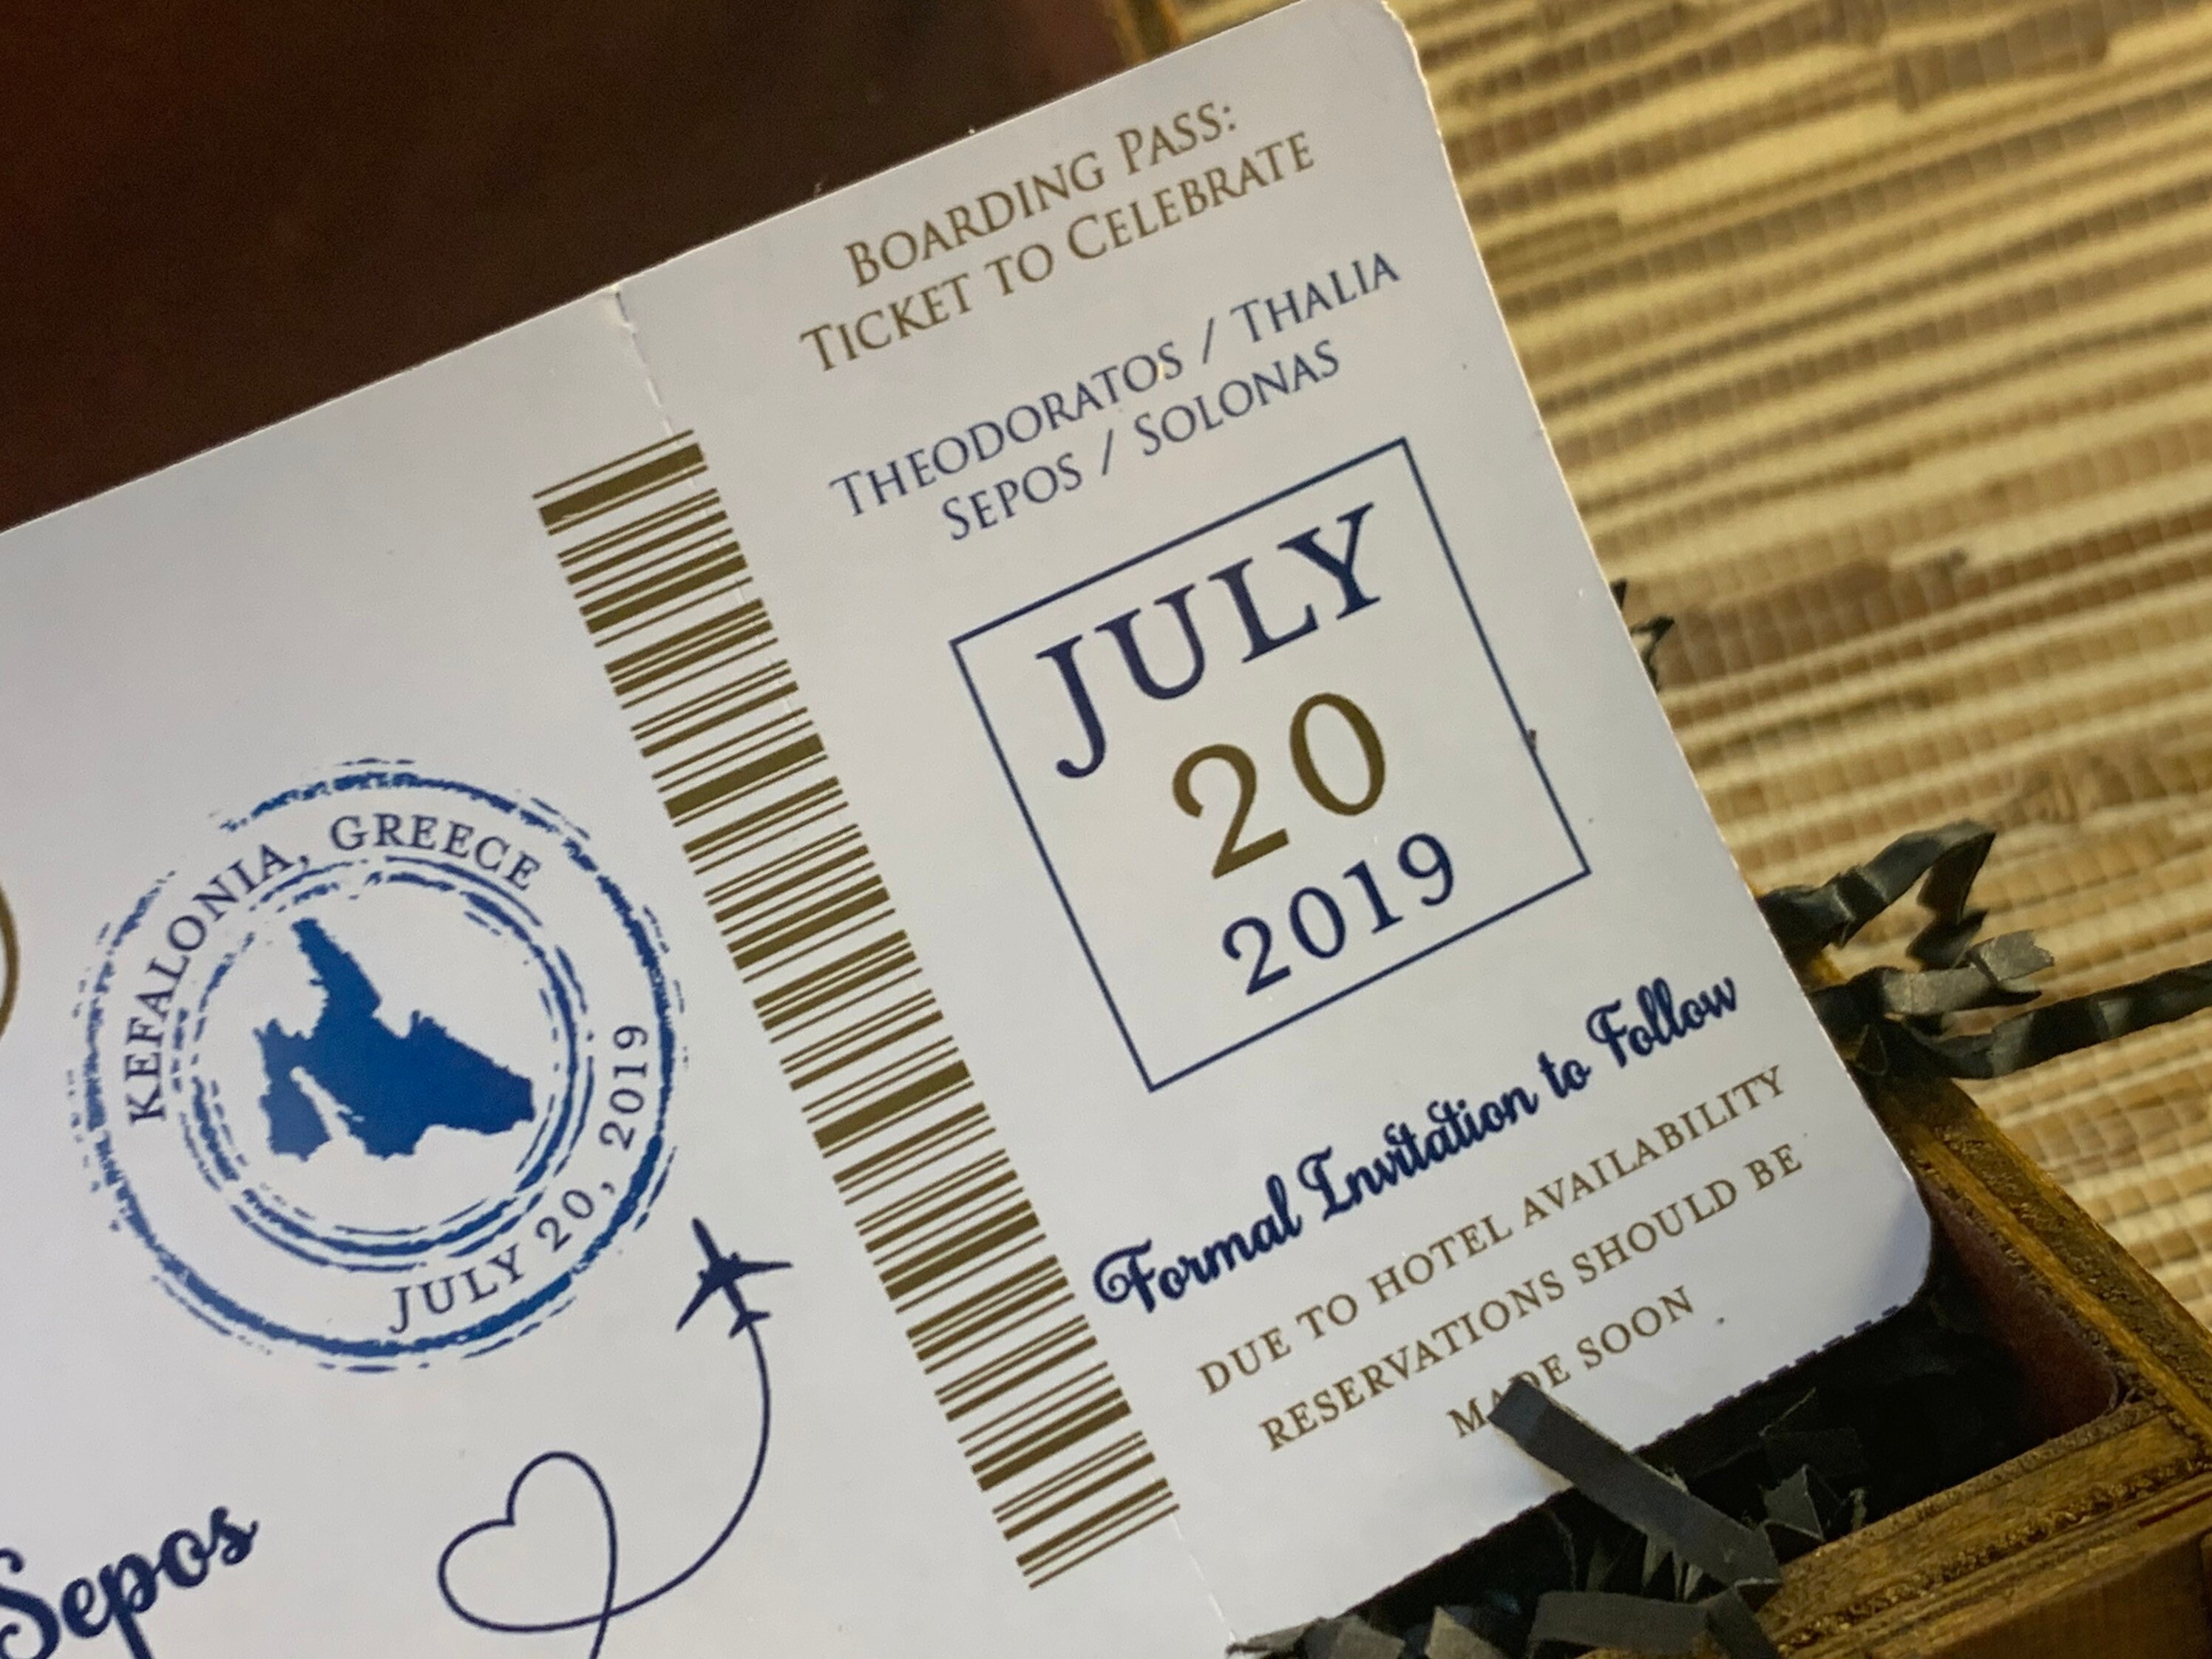 BOARDING PASS:
TICKET TO CELEBRATE
THEODORATOS / THALIA
SEPOS / SOLONAS
JULY
20
2019
Formal Invitation to Follow
DUE TO HOTEL AVAILABILITY
RESERVATIONS SHOULD BE
MADE SOON
KEFALONIA, GREECE
JULY 20, 2019
Sepos